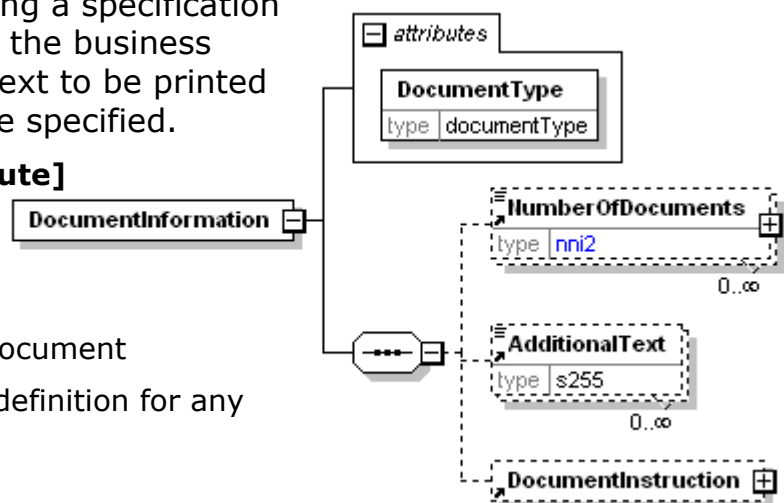 ng a specification
the business
ext to be printed
e specified.
ute]
ocument
definition for any
attributes
DocumentType
type documentType
DocumentInformation
NumberOfDocuments
type nni2
0..∞
AdditionalText
type s255
0..∞
DocumentInstruction